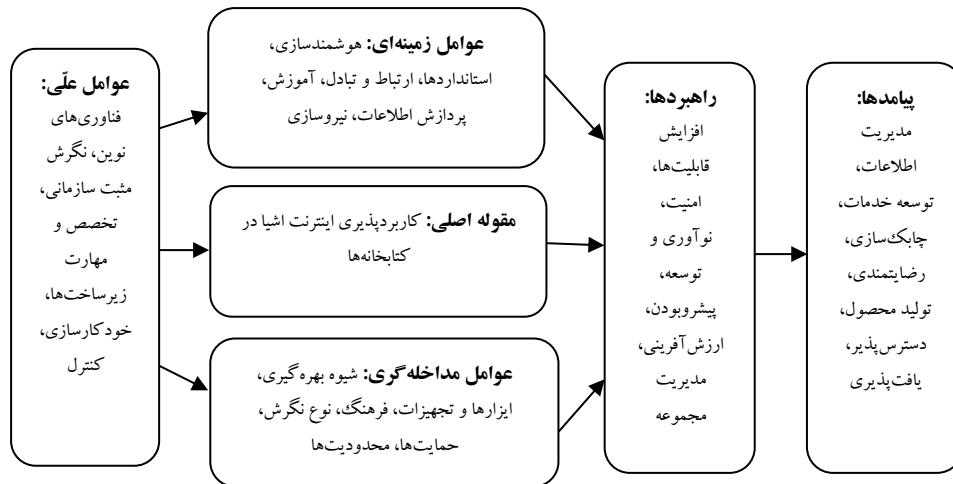 عوامل علّی:
فناوری‌های
نوین، نگرش
مثبت سازمانی،
تخصص و
مهارت
زیرساخت‌ها،
خودکارسازی،
کنترل
عوامل زمینه‌ای: هوشمندسازی،
استانداردها، ارتباط و تبادل، آموزش،
پردازش اطلاعات، نیروسازی
مقوله اصلی: کاربردپذیری اینترنت اشیا در
کتابخانه‌ها
عوامل مداخله‌گری: شیوه بهره‌گیری،
ابزارها و تجهیزات، فرهنگ، نوع نگرش،
حمایت‌ها، محدودیت‌ها
راهبردها:
افزایش
قابلیت‌ها،
امنیت،
نوآوری و
توسعه،
پیشروبودن،
ارزش‌آفرینی،
مدیریت
مجموعه
پیامدها:
مدیریت
اطلاعات،
توسعه خدمات،
چابک‌سازی،
رضایتمندی،
تولید محصول،
دسترس‌پذیر،
یافت‌پذیری